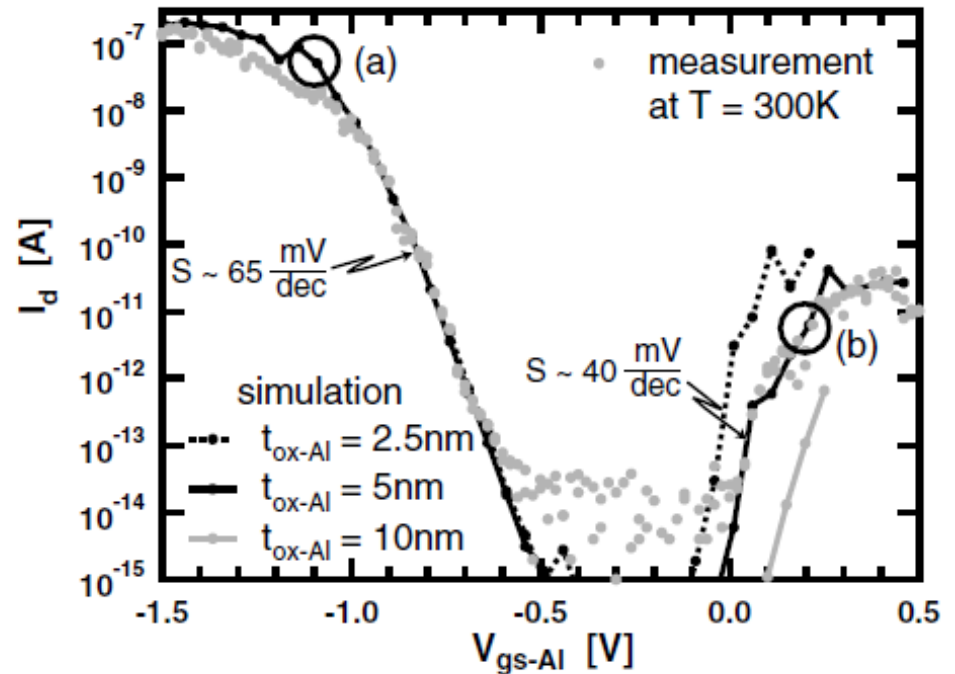 10⁻⁷
10⁻⁸
10⁻⁹
10⁻¹⁰
10⁻¹¹
10⁻¹²
10⁻¹³
10⁻¹⁴
10⁻¹⁵
I_d [A]
(a)
measurement
at T = 300K
S ~ 65 mV/dec
S ~ 40 mV/dec
(b)
simulation
t_ox-Al = 2.5nm
t_ox-Al = 5nm
t_ox-Al = 10nm
-1.5 -1.0 -0.5 0.0 0.5
V_gs-Al [V]